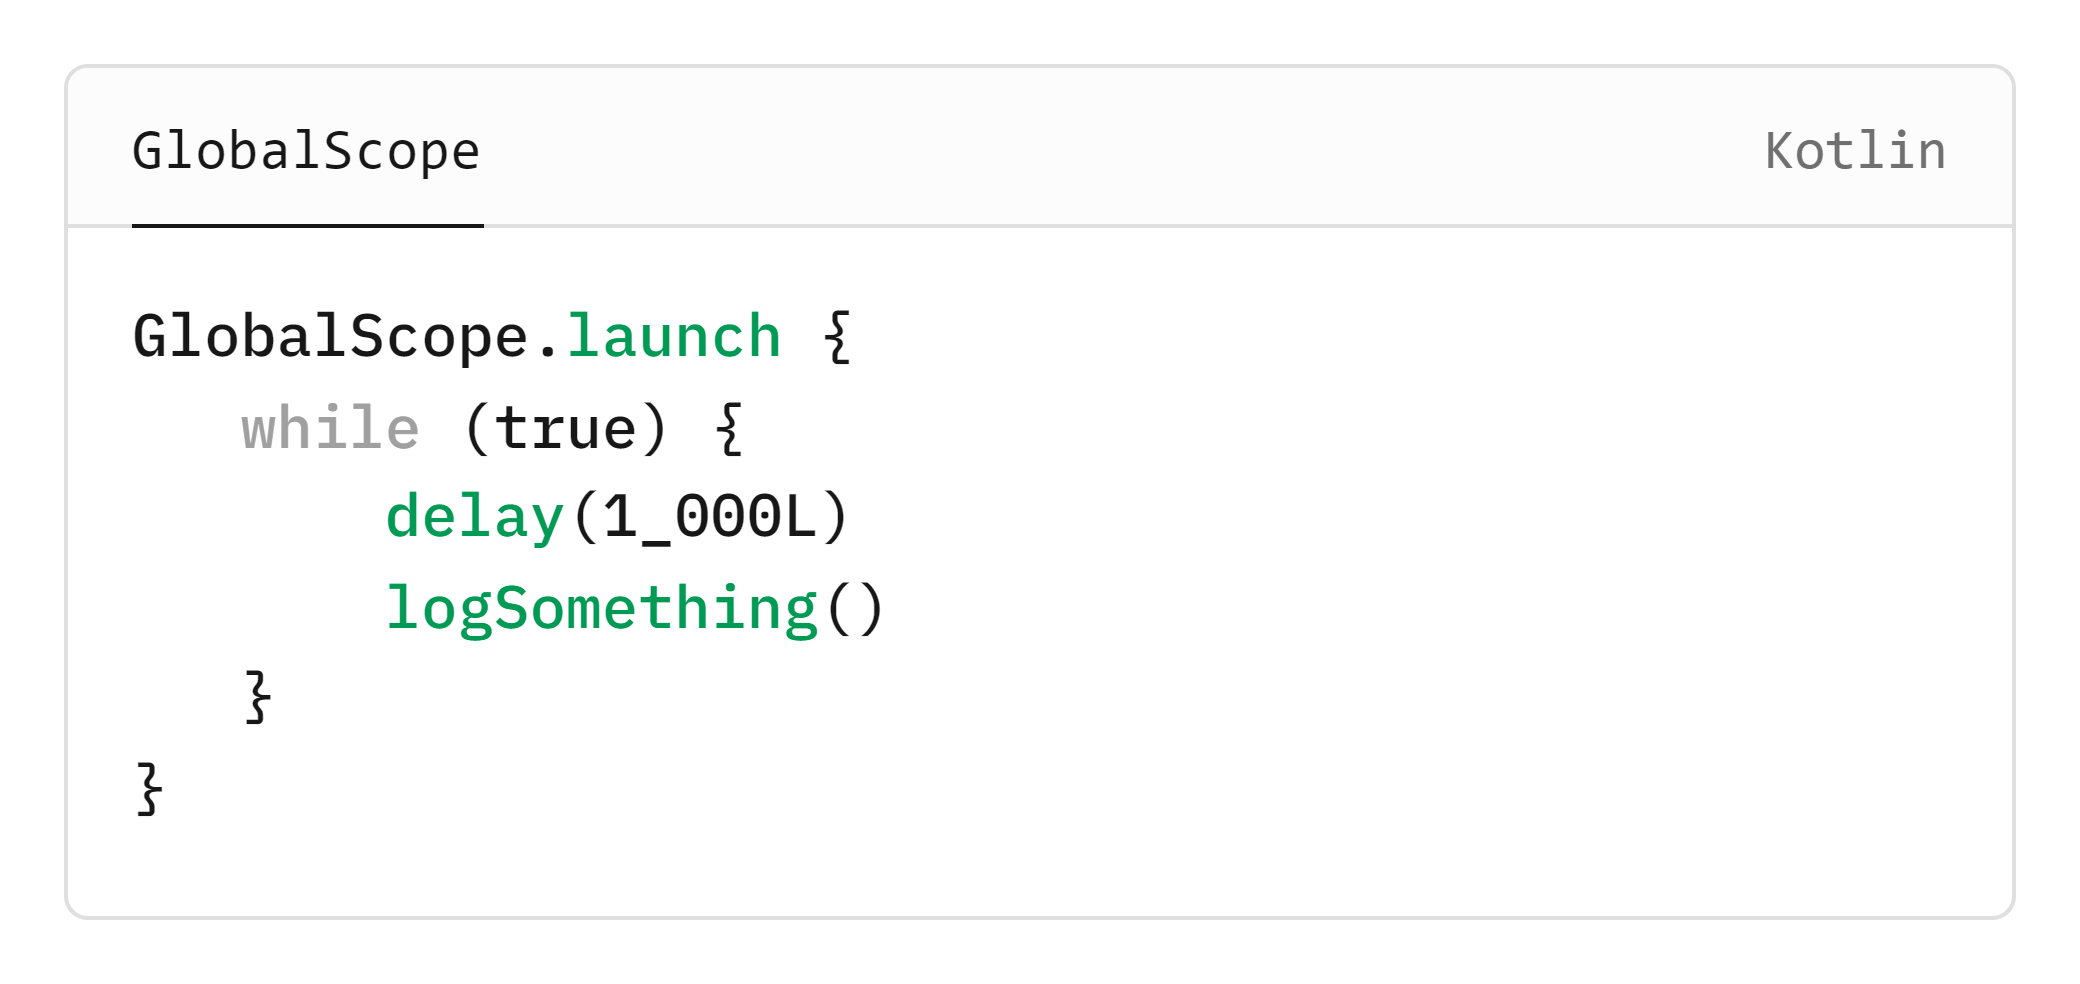 GlobalScope
Kotlin
GlobalScope.launch {
   while (true) {
       delay(1_000L)
       logSomething()
   }
}